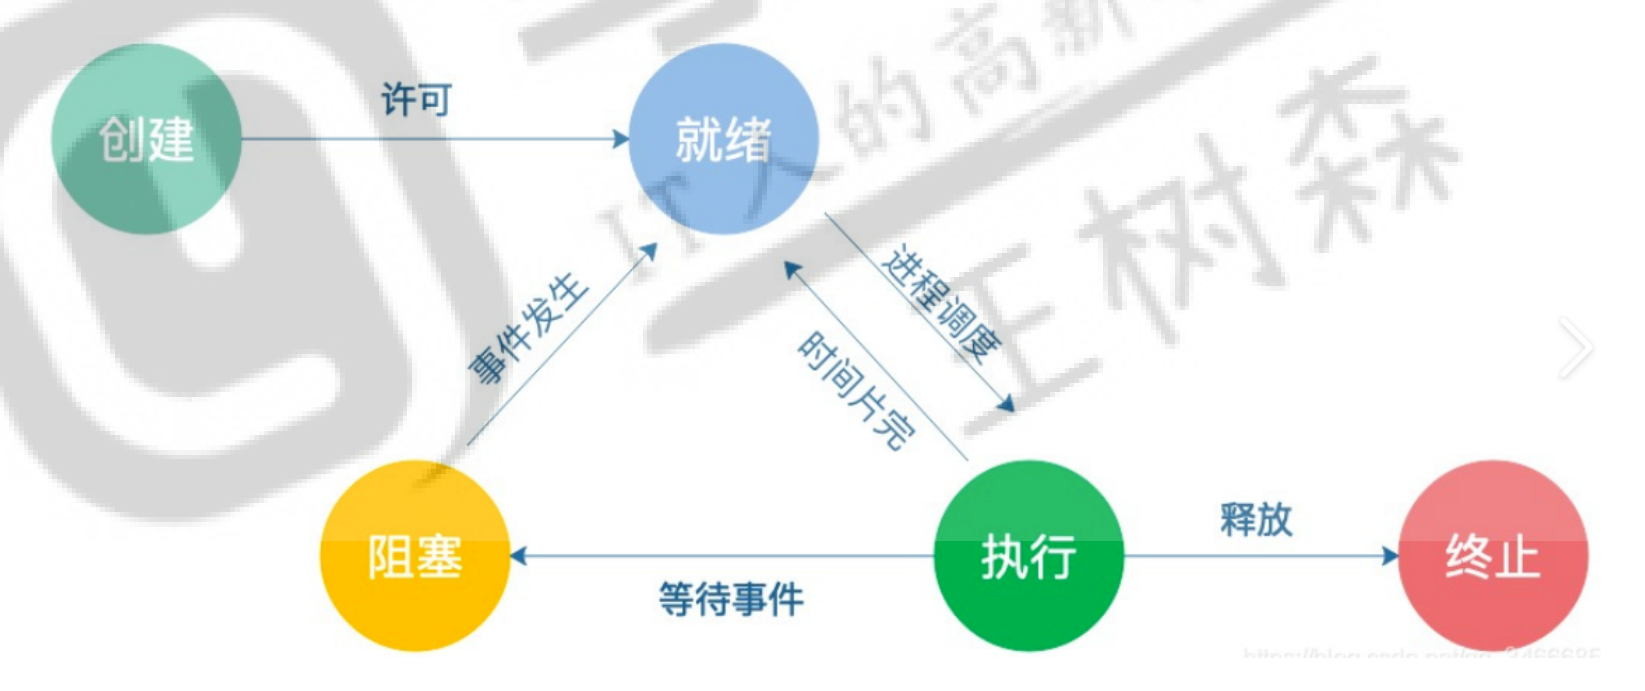 创建
许可
就绪
事件发生
进程调度
时间片完
阻塞
等待事件
执行
释放
终止
IT人的高新
王树森